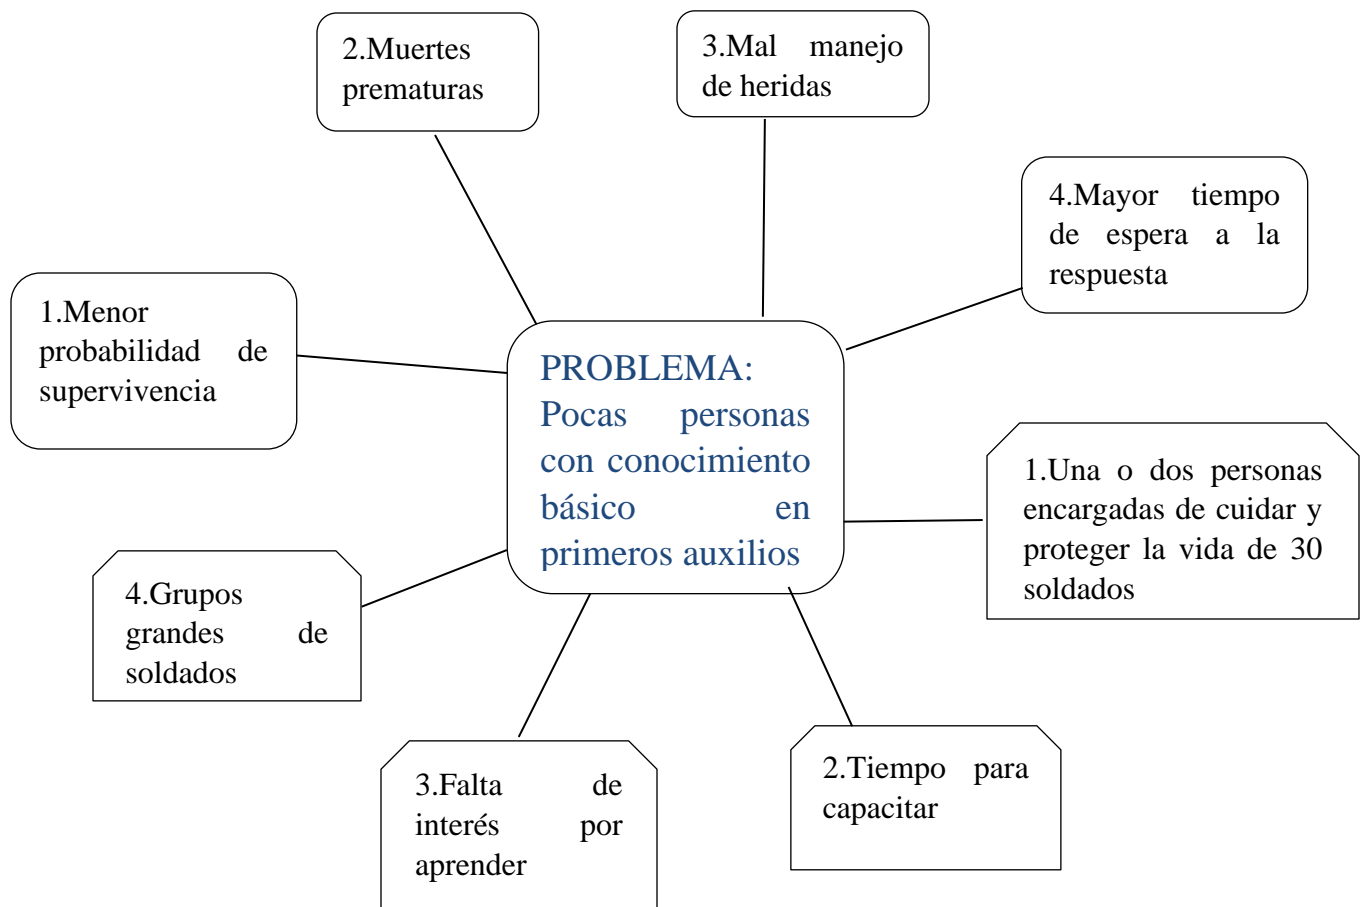 2.Muertes
prematuras
3.Mal manejo
de heridas
4.Mayor tiempo
de espera a la
respuesta
1.Menor
probabilidad de
supervivencia
PROBLEMA:
Pocas personas
con conocimiento
básico en
primeros auxilios
1.Una o dos personas
encargadas de cuidar y
proteger la vida de 30
soldados
4.Grupos
grandes de
soldados
3.Falta de
interés por
aprender
2.Tiempo para
capacitar